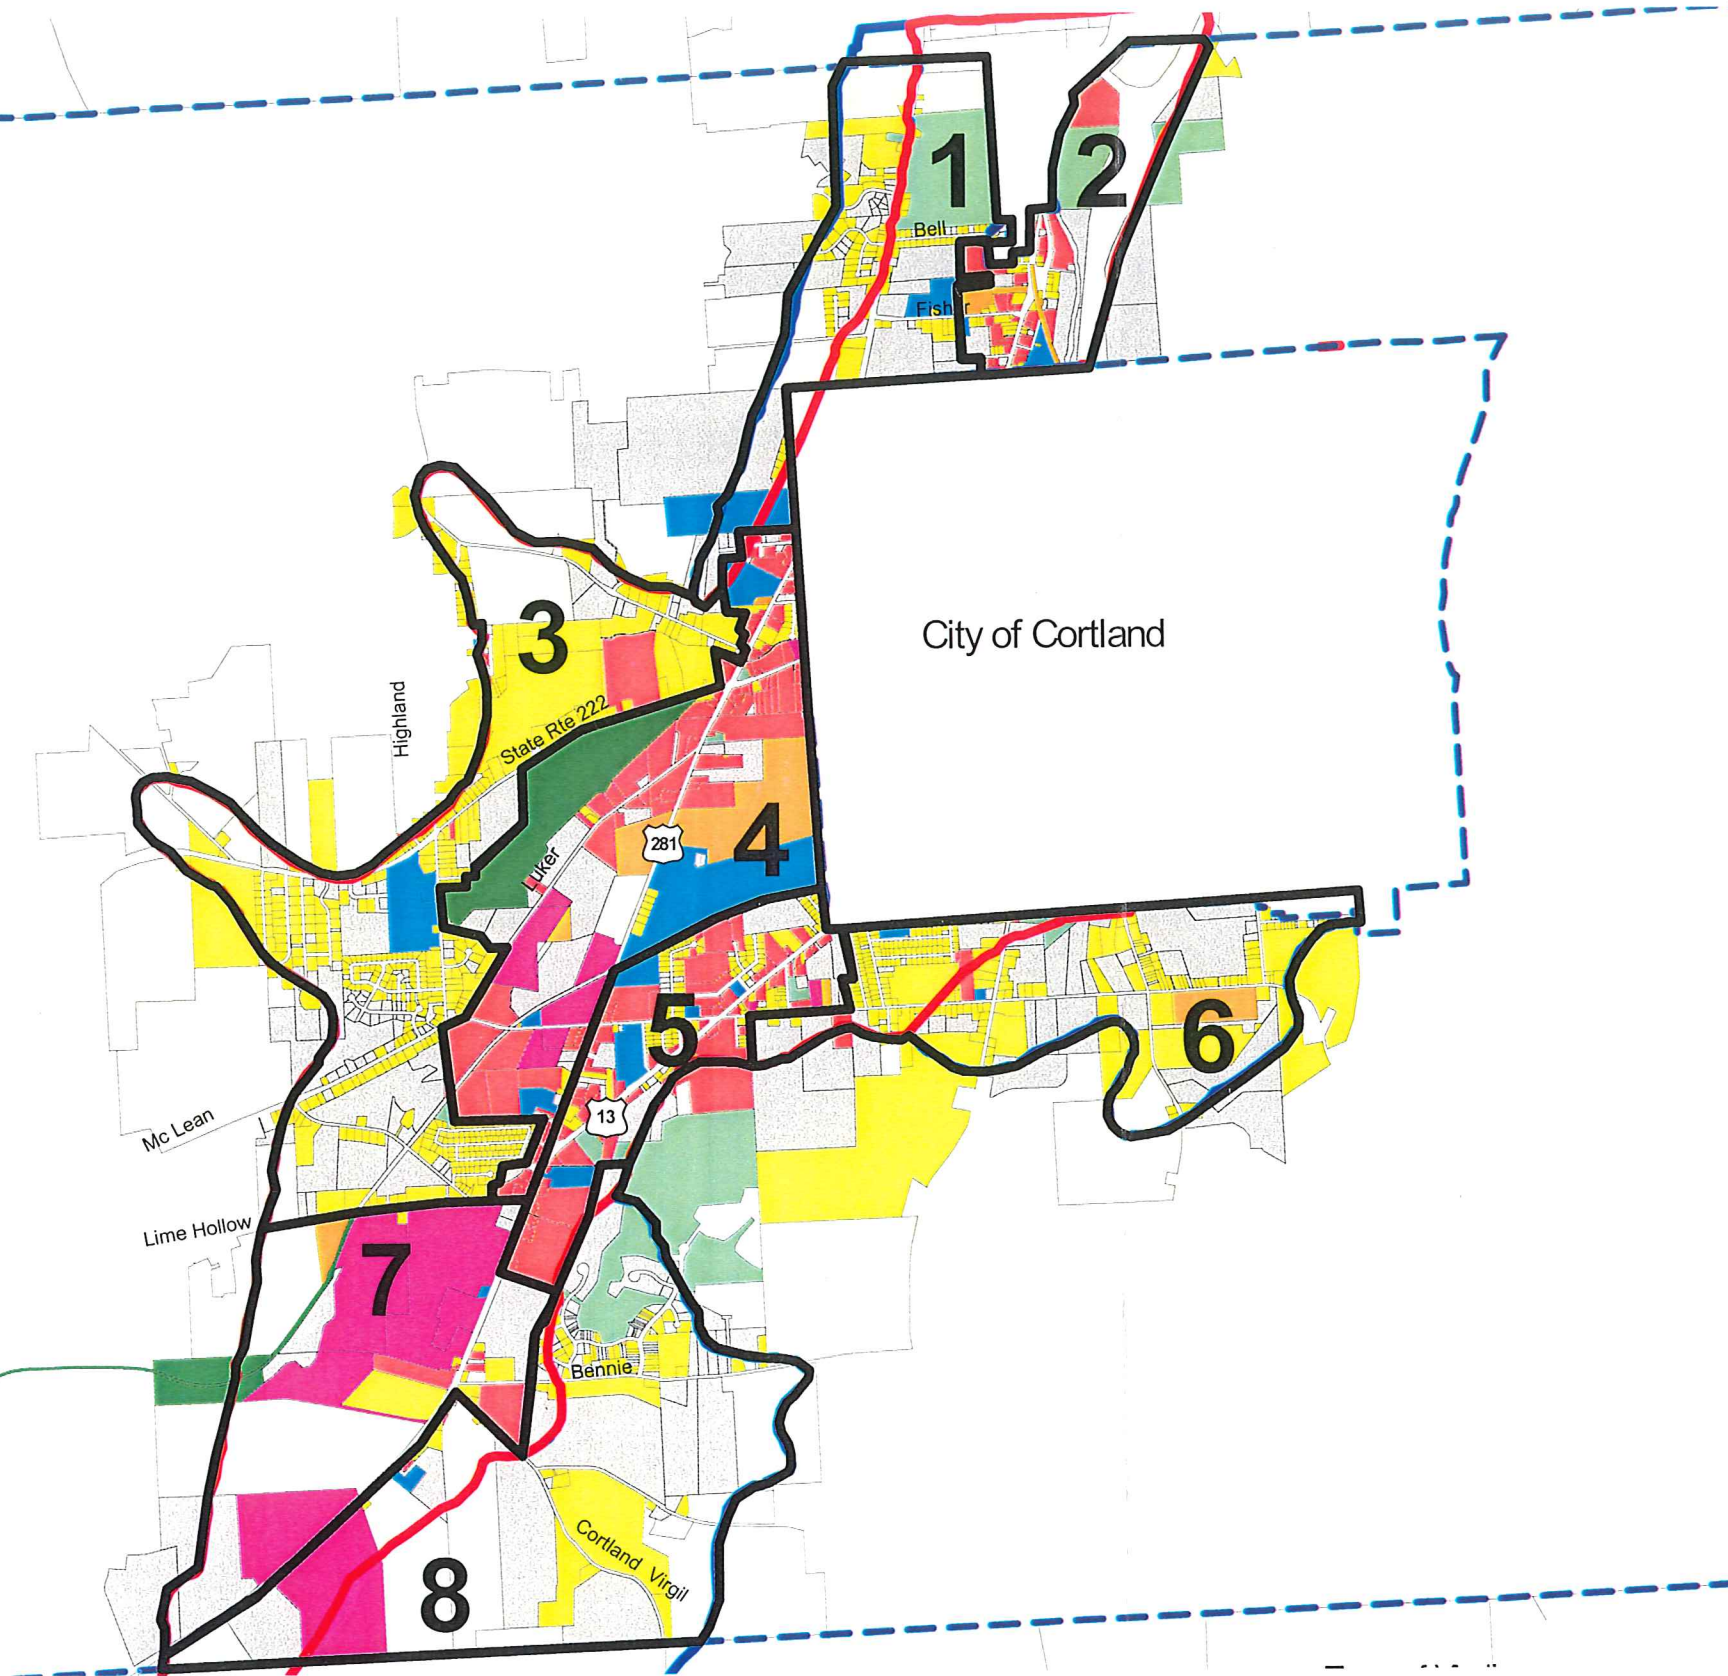 1
2
Bell
Fisher
3
City of Cortland
Highland
State Rte 222
281
4
Luker
5
6
13
Mc Lean
Lime Hollow
7
Bennie
Cortland Virgil
8